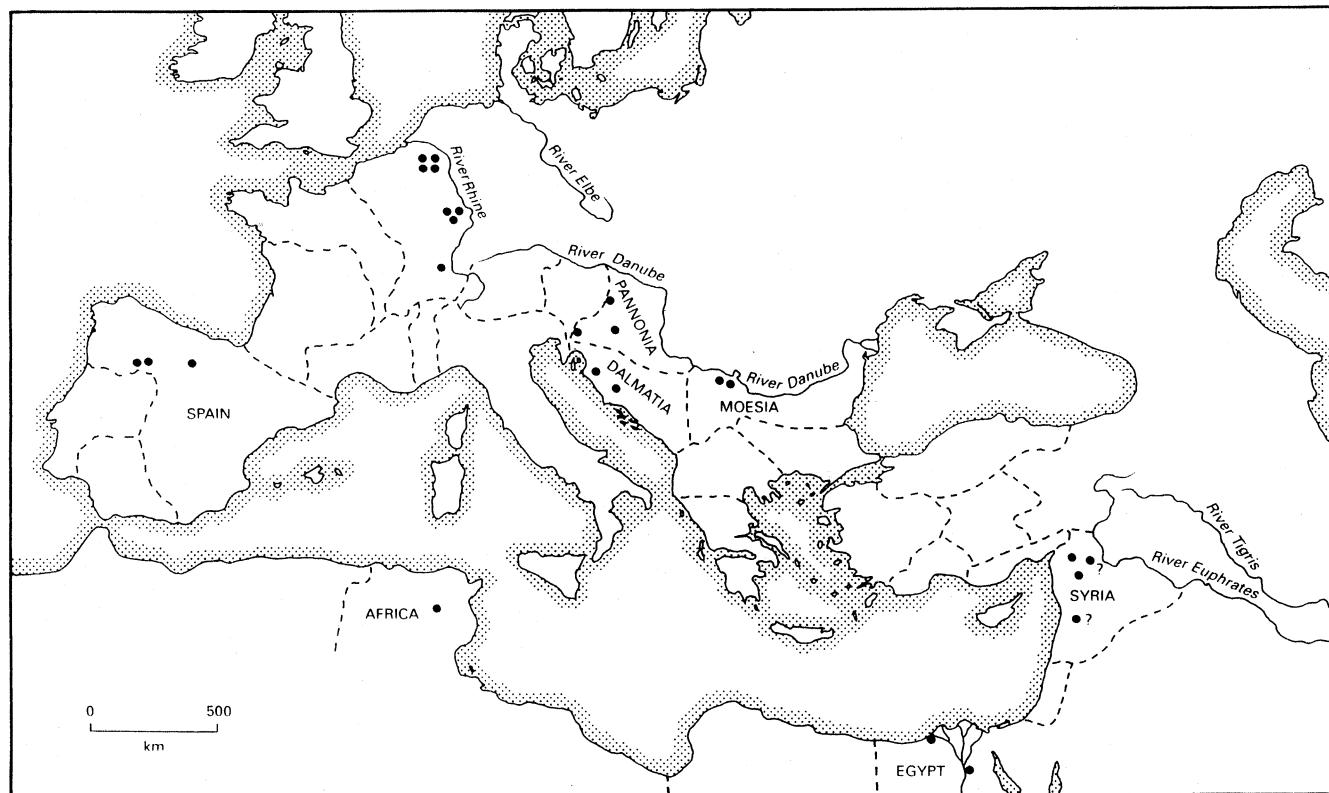 River Rhine
River Elbe
River Danube
PANNONIA
DALMATIA
River Danube
MOESIA
SPAIN
River Tigris
River Euphrates
?
SYRIA
?
AFRICA
0 500
km
EGYPT